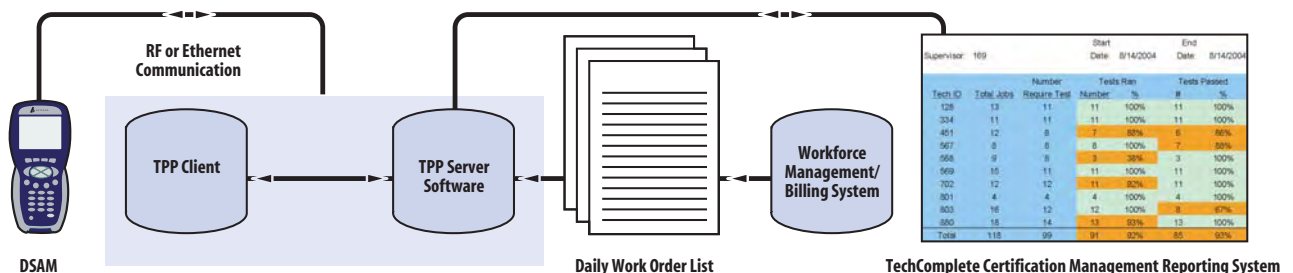 RF or Ethernet
Communication
DSAM
TPP Client
TPP Server
Software
Daily Work Order List
Workforce
Management/
Billing System
Start End
Supervisor: 169 Date: 8/14/2004 Date: 8/14/2004
Number Tests Ran Tests Passed
Tech ID Total Jobs Require Test Number % # %
128 13 11 11 100% 11 100%
334 11 11 11 100% 11 100%
451 12 8 7 88% 6 86%
567 8 8 8 100% 7 88%
568 9 8 3 38% 3 100%
569 15 11 11 100% 11 100%
702 12 12 11 92% 11 100%
801 4 4 4 100% 4 100%
803 16 12 12 100% 8 67%
880 18 14 13 93% 13 100%
Total 118 99 91 92% 85 93%
TechComplete Certification Management Reporting System